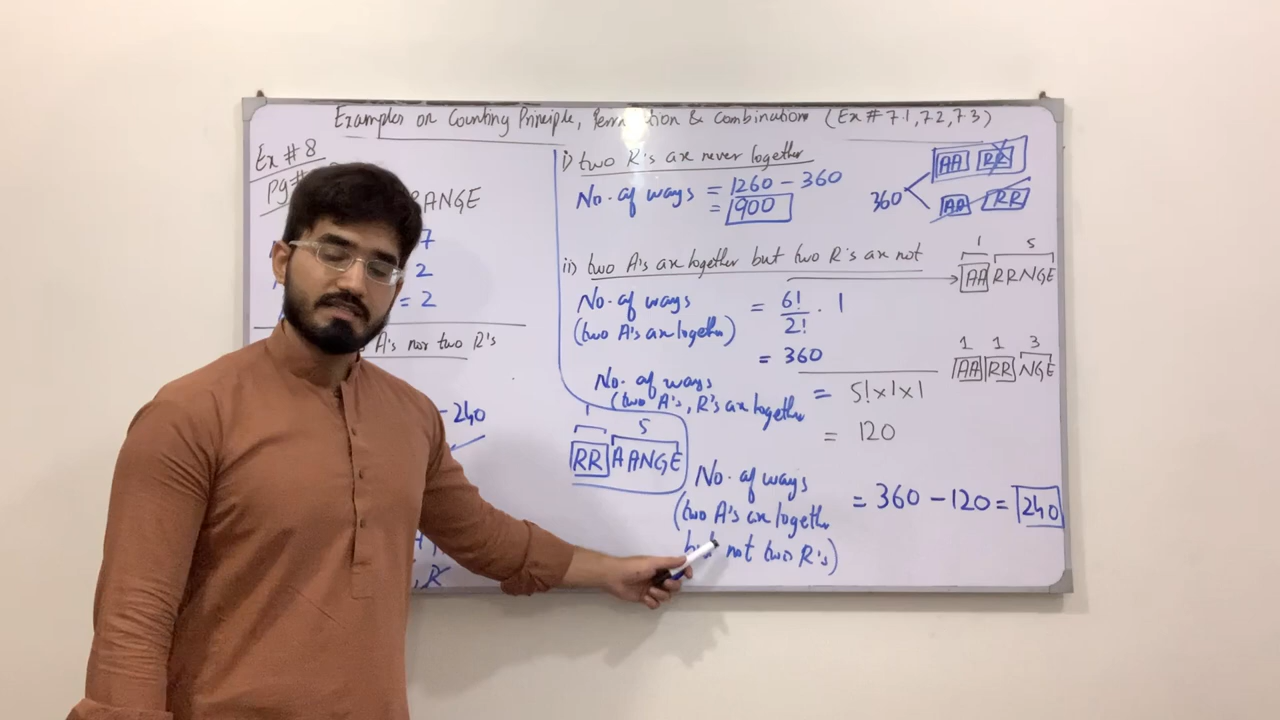 Examples on Counting Principle, Permutation & Combination (Ex # 7.1, 7.2, 7.3)
Ex # 8
Pg#
RANGE
7
2
= 2
A's nor two R's
- 240
, R
i) two R's are never together
No. of ways = 1260 - 360
= 900
360
AA RR
AA RR
ii) two A's are together but two R's are not
1 5
AA RRNGE
No. of ways
(two A's are together)
= 6!/2! . 1
= 360
1 1 3
AA RR NGE
No. of ways
(two A's, R's are together
= 5! x 1 x 1
= 120
1 5
RR AANGE
No. of ways
(two A's are together
but not two R's)
= 360 - 120 = 240